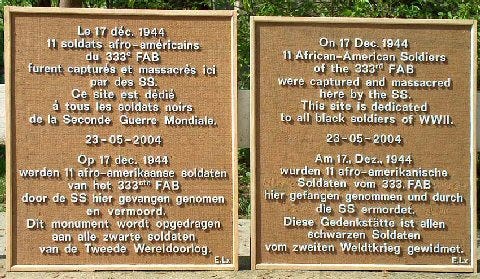 Le 17 déc. 1944
11 soldats afro-américains
du 333e FAB
furent capturés et massacrés ici
par des SS.
Ce site est dédié
á tous les soldats noirs
de la Seconde Guerre Mondiale.
23-05-2004
Op 17 dec. 1944
werden 11 afro-amerikaanse soldaten
van het 333ste FAB
door de SS hier gevangen genomen
en vermoord.
Dit monument wordt opgedragen
aan alle zwarte soldaten
van de Tweede Wereldoorlog.
E.Lx
On 17 Dec. 1944
11 African-American Soldiers
of the 333rd FAB
were captured and massacred
here by the SS.
This site is dedicated
to all black soldiers of WWII.
23-05-2004
Am 17. Dez. 1944
wurden 11 afro-amerikanische
Soldaten vom 333. FAB
hier gefangen genommen und durch
die SS ermordet.
Diese Gedenkstätte ist allen
schwarzen Soldaten
vom zweiten Weldtkrieg gewidmet.
E.Lx